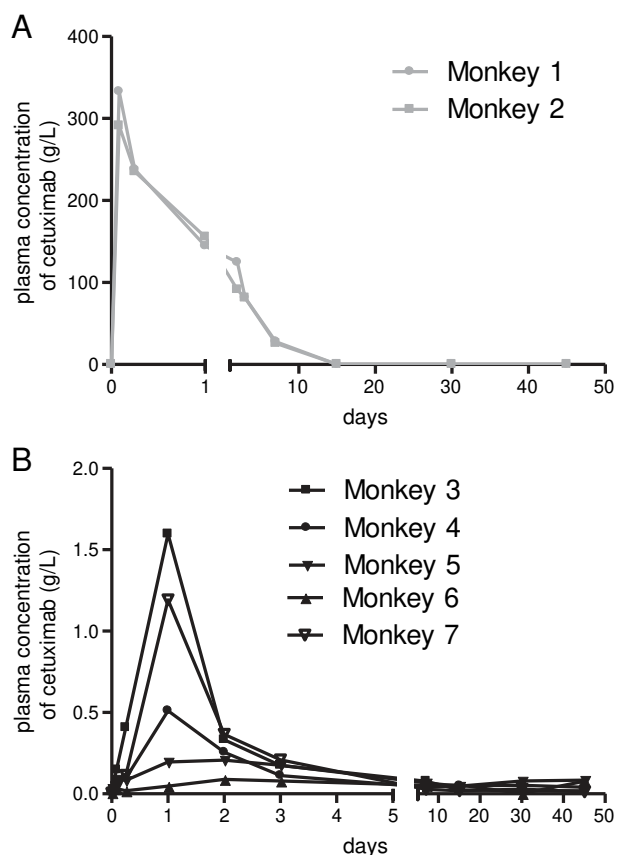 A
plasma concentration
of cetuximab (g/L)
400
300
200
100
0
Monkey 1
Monkey 2
0 1 10 20 30 40 50
days
B
plasma concentration
of cetuximab (g/L)
2.0
1.5
1.0
0.5
0.0
Monkey 3
Monkey 4
Monkey 5
Monkey 6
Monkey 7
0 1 2 3 4 5 10 20 30 40 50
days